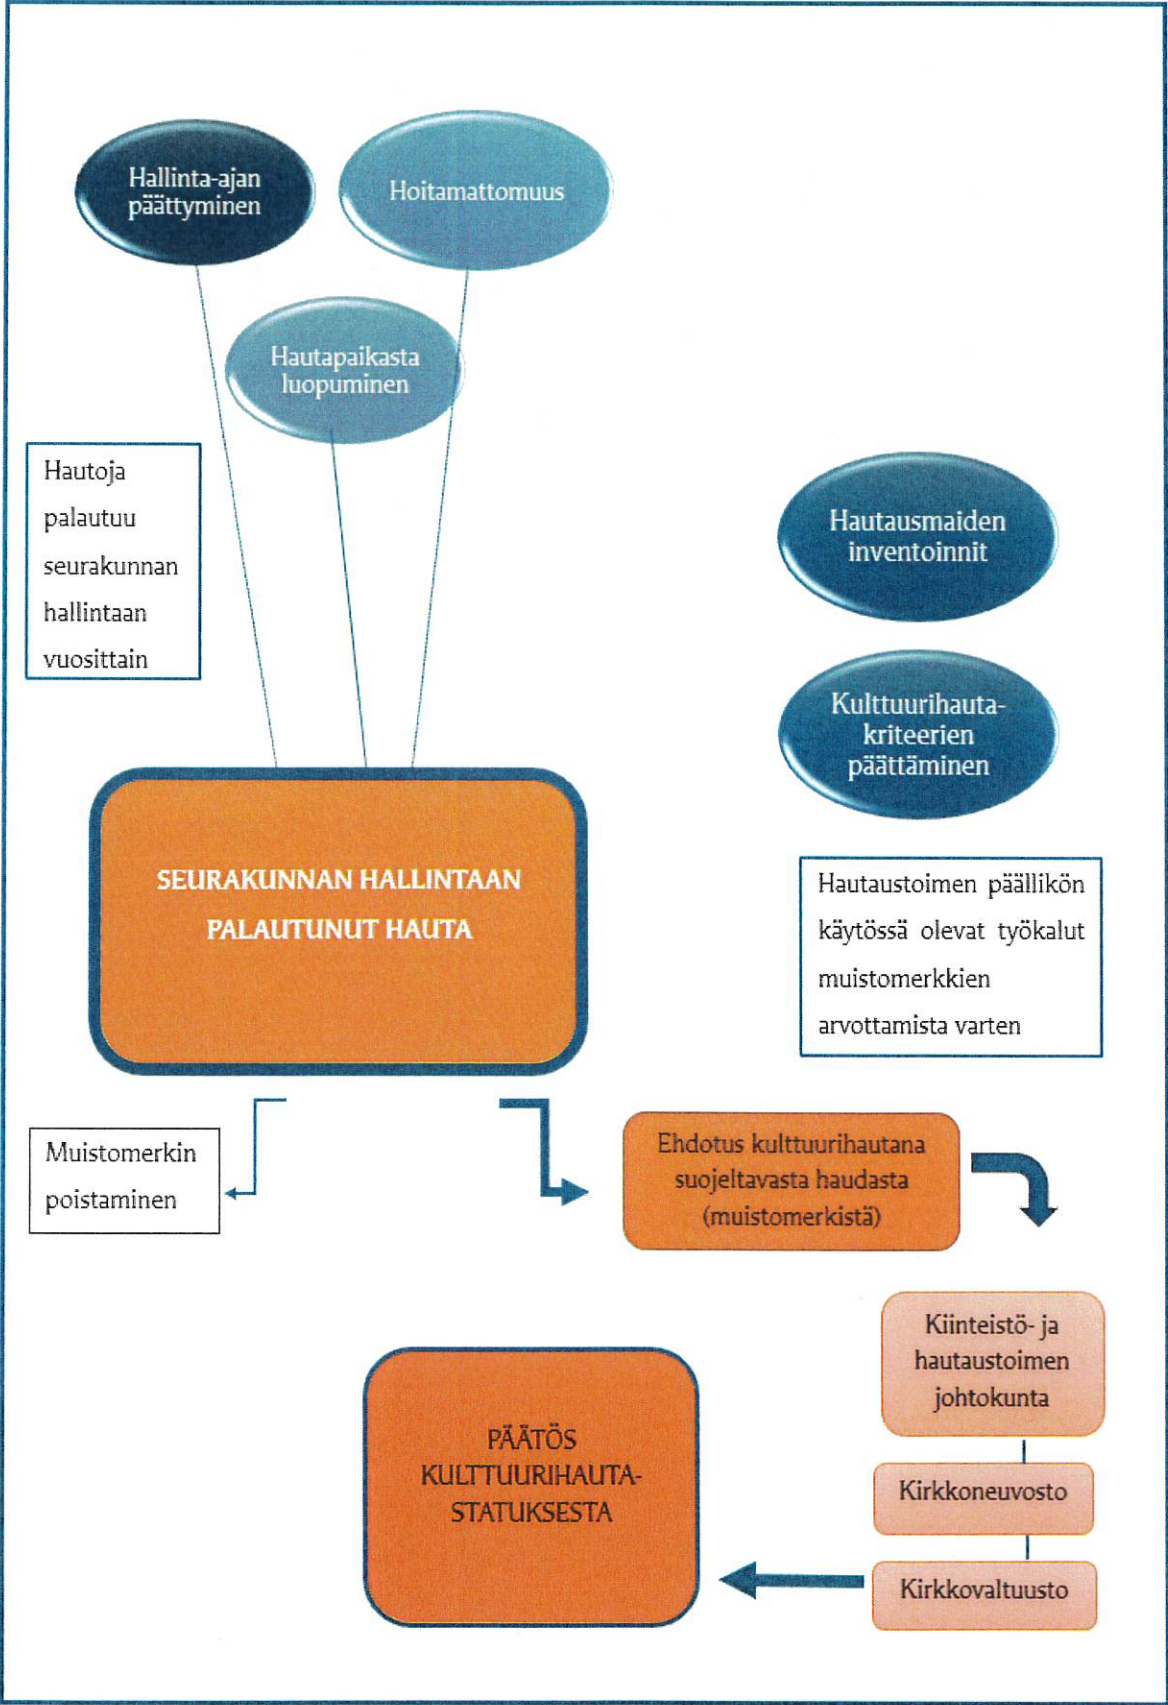 Hallinta-ajan
päättyminen
Hoitamattomuus
Hautapaikasta
luopuminen
Hautoja
palautuu
seurakunnan
hallintaan
vuosittain
Hautausmaiden
inventoinnit
Kulttuurihauta-
kriteerien
päättäminen
SEURAKUNNAN HALLINTAAN
PALAUTUNUT HAUTA
Hautaustoimen päällikön
käytössä olevat työkalut
muistomerkkien
arvottamista varten
Muistomerkin
poistaminen
Ehdotus kulttuurihautana
suojeltavasta haudasta
(muistomerkistä)
Kiinteistö- ja
hautaustoimen
johtokunta
Kirkkoneuvosto
Kirkkovaltuusto
PÄÄTÖS
KULTTUURIHAUTA-
STATUKSESTA